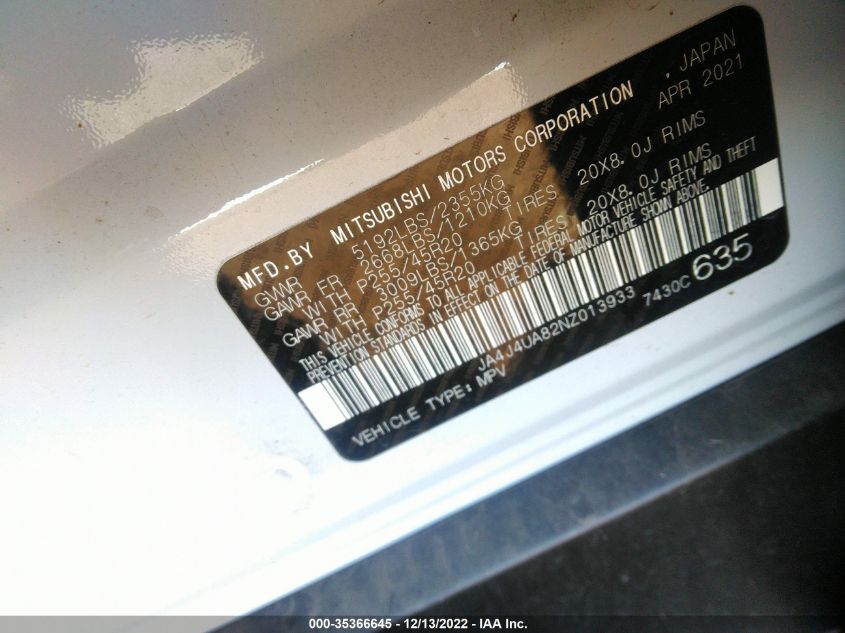 MFD.BY MITSUBISHI MOTORS CORPORATION , JAPAN
APR 2021
GVWR 5192LBS/2355KG
GAWR FR 2668LBS/1210KG
WITH P255/45R20 TIRES, 20X8.0J RIMS
GAWR RR 3009LBS/1365KG
WITH P255/45R20 TIRES, 20X8.0J RIMS
THIS VEHICLE CONFORMS TO ALL APPLICABLE FEDERAL MOTOR VEHICLE SAFETY AND THEFT
PREVENTION STANDARDS IN EFFECT ON THE DATE OF MANUFACTURE SHOWN ABOVE.
JA4J4UA82NZ013933 7430C 635
VEHICLE TYPE: MPV
000-35366645 - 12/13/2022 - IAA Inc.